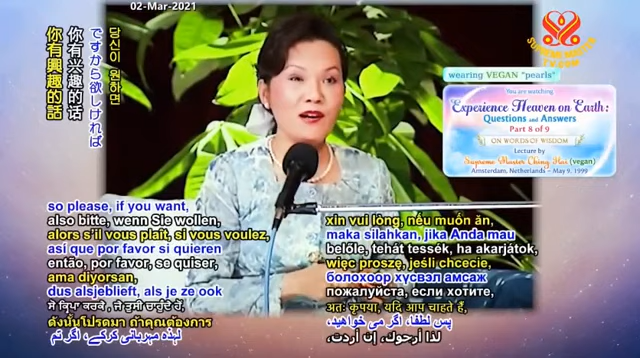 02-Mar-2021
SUPREME MASTER
TV.COM
당신이 원하면
ですから欲しければ
你有兴趣的话
你有興趣的話
wearing VEGAN "pearls"
You are watching
Experience Heaven on Earth:
Questions and Answers
Part 8 of 9
ON WORDS OF WISDOM
Lecture by
Supreme Master Ching Hai (vegan)
Amsterdam, Netherlands – May 9, 1999
so please, if you want,
also bitte, wenn Sie wollen,
alors s'il vous plaît, si vous voulez,
así que por favor si quieren
então, por favor, se quiser,
ama diyorsan,
dus alsjeblieft, als je ze ook
ਸੋ ਕ੍ਰਿਪਾ ਕਰਕੇ , ਜੇ ਤੁਸੀਂ ਚਾਹੁੰਦੇ ਹੋ,
ดังนั้นโปรดมา ถ้าคุณต้องการ
لہذہ مہربانی کرکے، اگر تم
xin vui lòng, nếu muốn ăn,
maka silahkan, jika Anda mau
belőle, tehát tessék, ha akarjátok,
więc proszę, jeśli chcecie,
болохоор хүсвэл амсаж
пожалуйста, если хотите,
अतः कृपया, यदि आप चाहते हैं,
پس لطفا، اگر می خواهید،
لذا أرجوك، إن أردت،